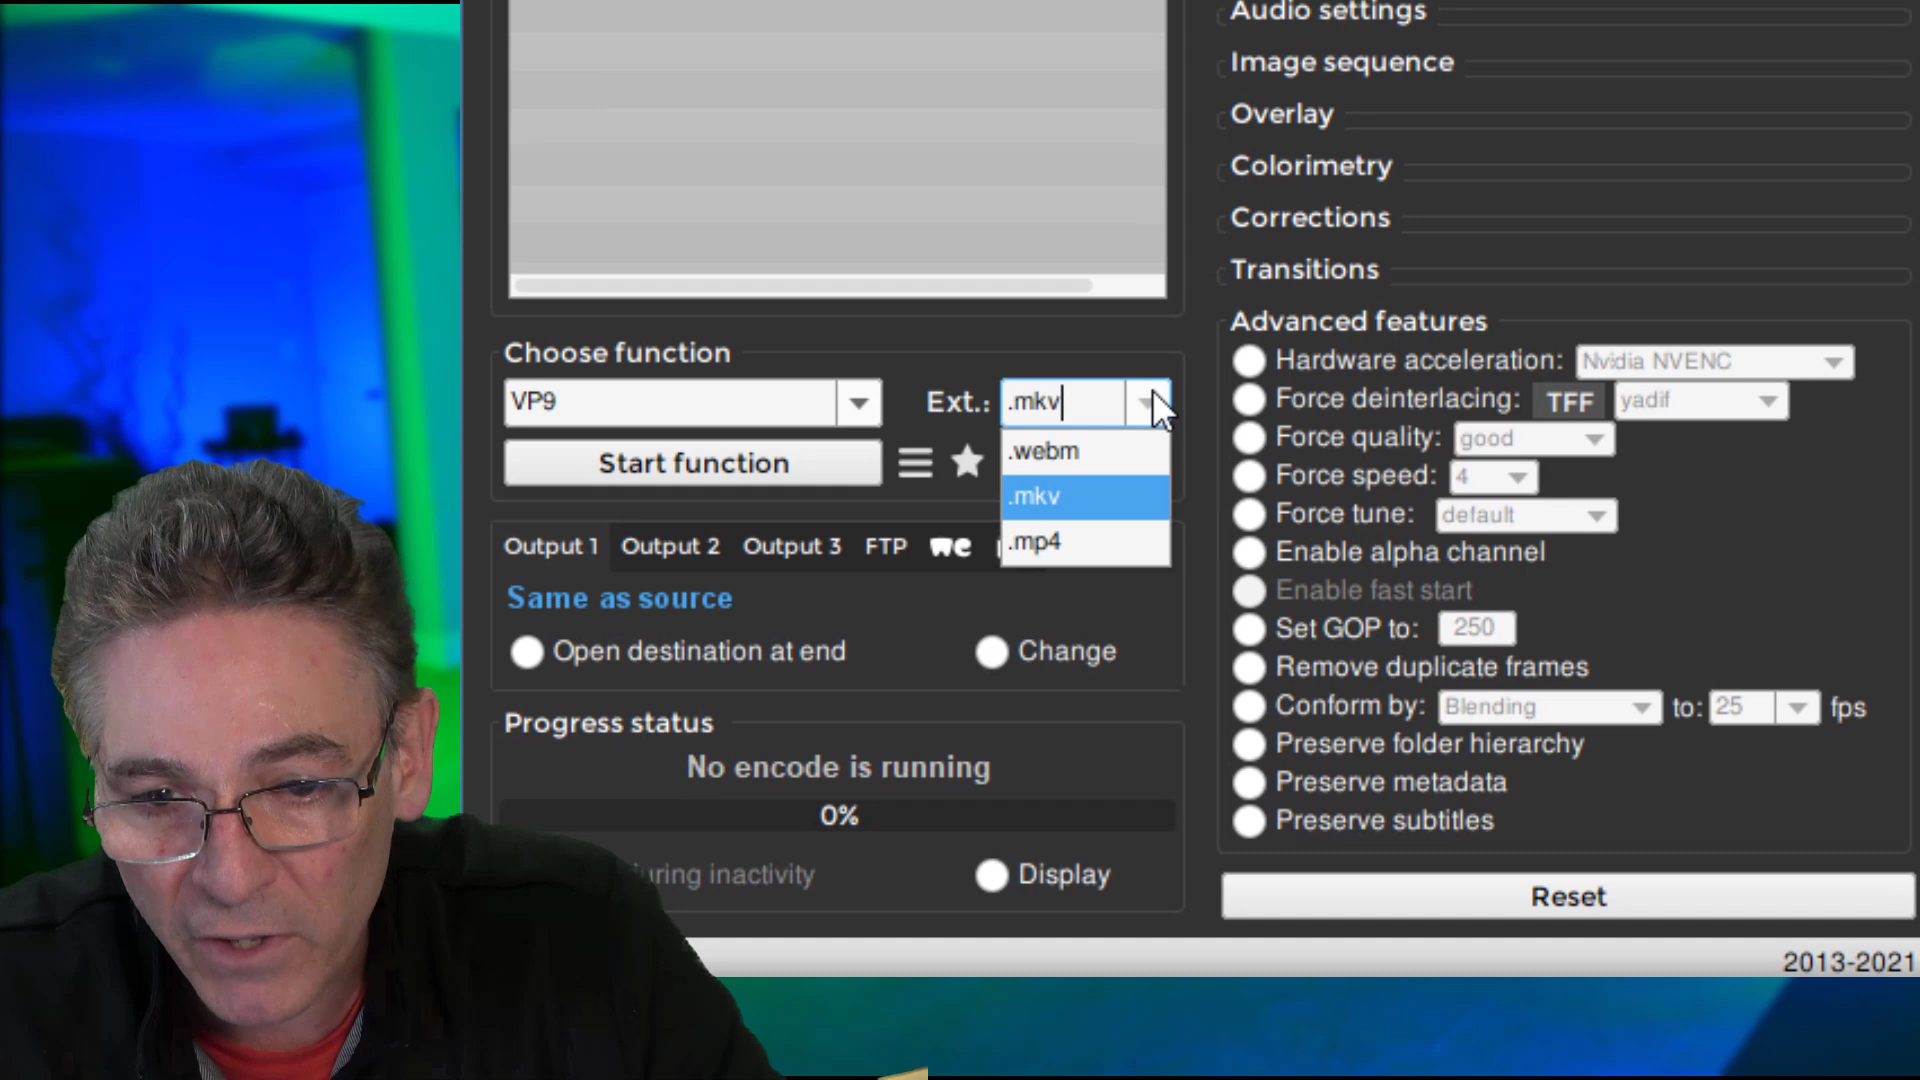 Audio settings
Image sequence
Overlay
Colorimetry
Corrections
Transitions
Choose function
VP9
Ext.:
.mkv
.webm
.mkv
.mp4
Start function
Output 1
Output 2
Output 3
FTP
we
Same as source
Open destination at end
Change
Progress status
No encode is running
0%
inactivity
Display
Advanced features
Hardware acceleration: Nvidia NVENC
Force deinterlacing: TFF yadif
Force quality: good
Force speed: 4
Force tune: default
Enable alpha channel
Enable fast start
Set GOP to: 250
Remove duplicate frames
Conform by: Blending to: 25 fps
Preserve folder hierarchy
Preserve metadata
Preserve subtitles
Reset
2013-2021